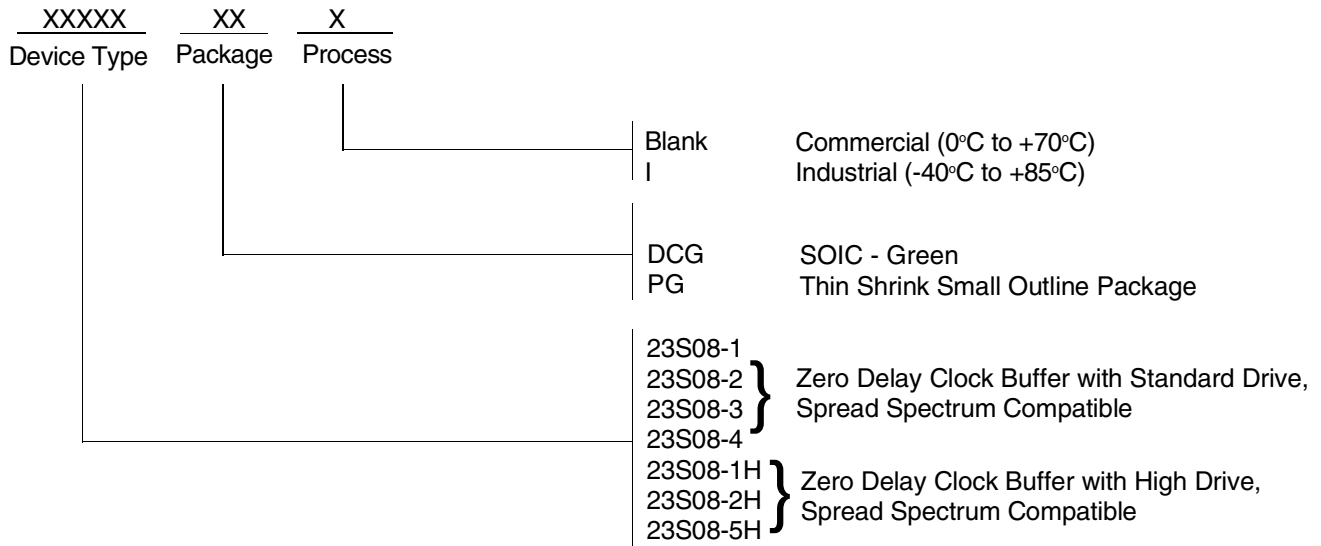 XXXXX XX X
Device Type Package Process
Blank Commercial (0°C to +70°C)
I Industrial (-40°C to +85°C)
DCG SOIC - Green
PG Thin Shrink Small Outline Package
23S08-1
23S08-2
23S08-3
23S08-4
} Zero Delay Clock Buffer with Standard Drive,
Spread Spectrum Compatible
23S08-1H
23S08-2H
23S08-5H
} Zero Delay Clock Buffer with High Drive,
Spread Spectrum Compatible